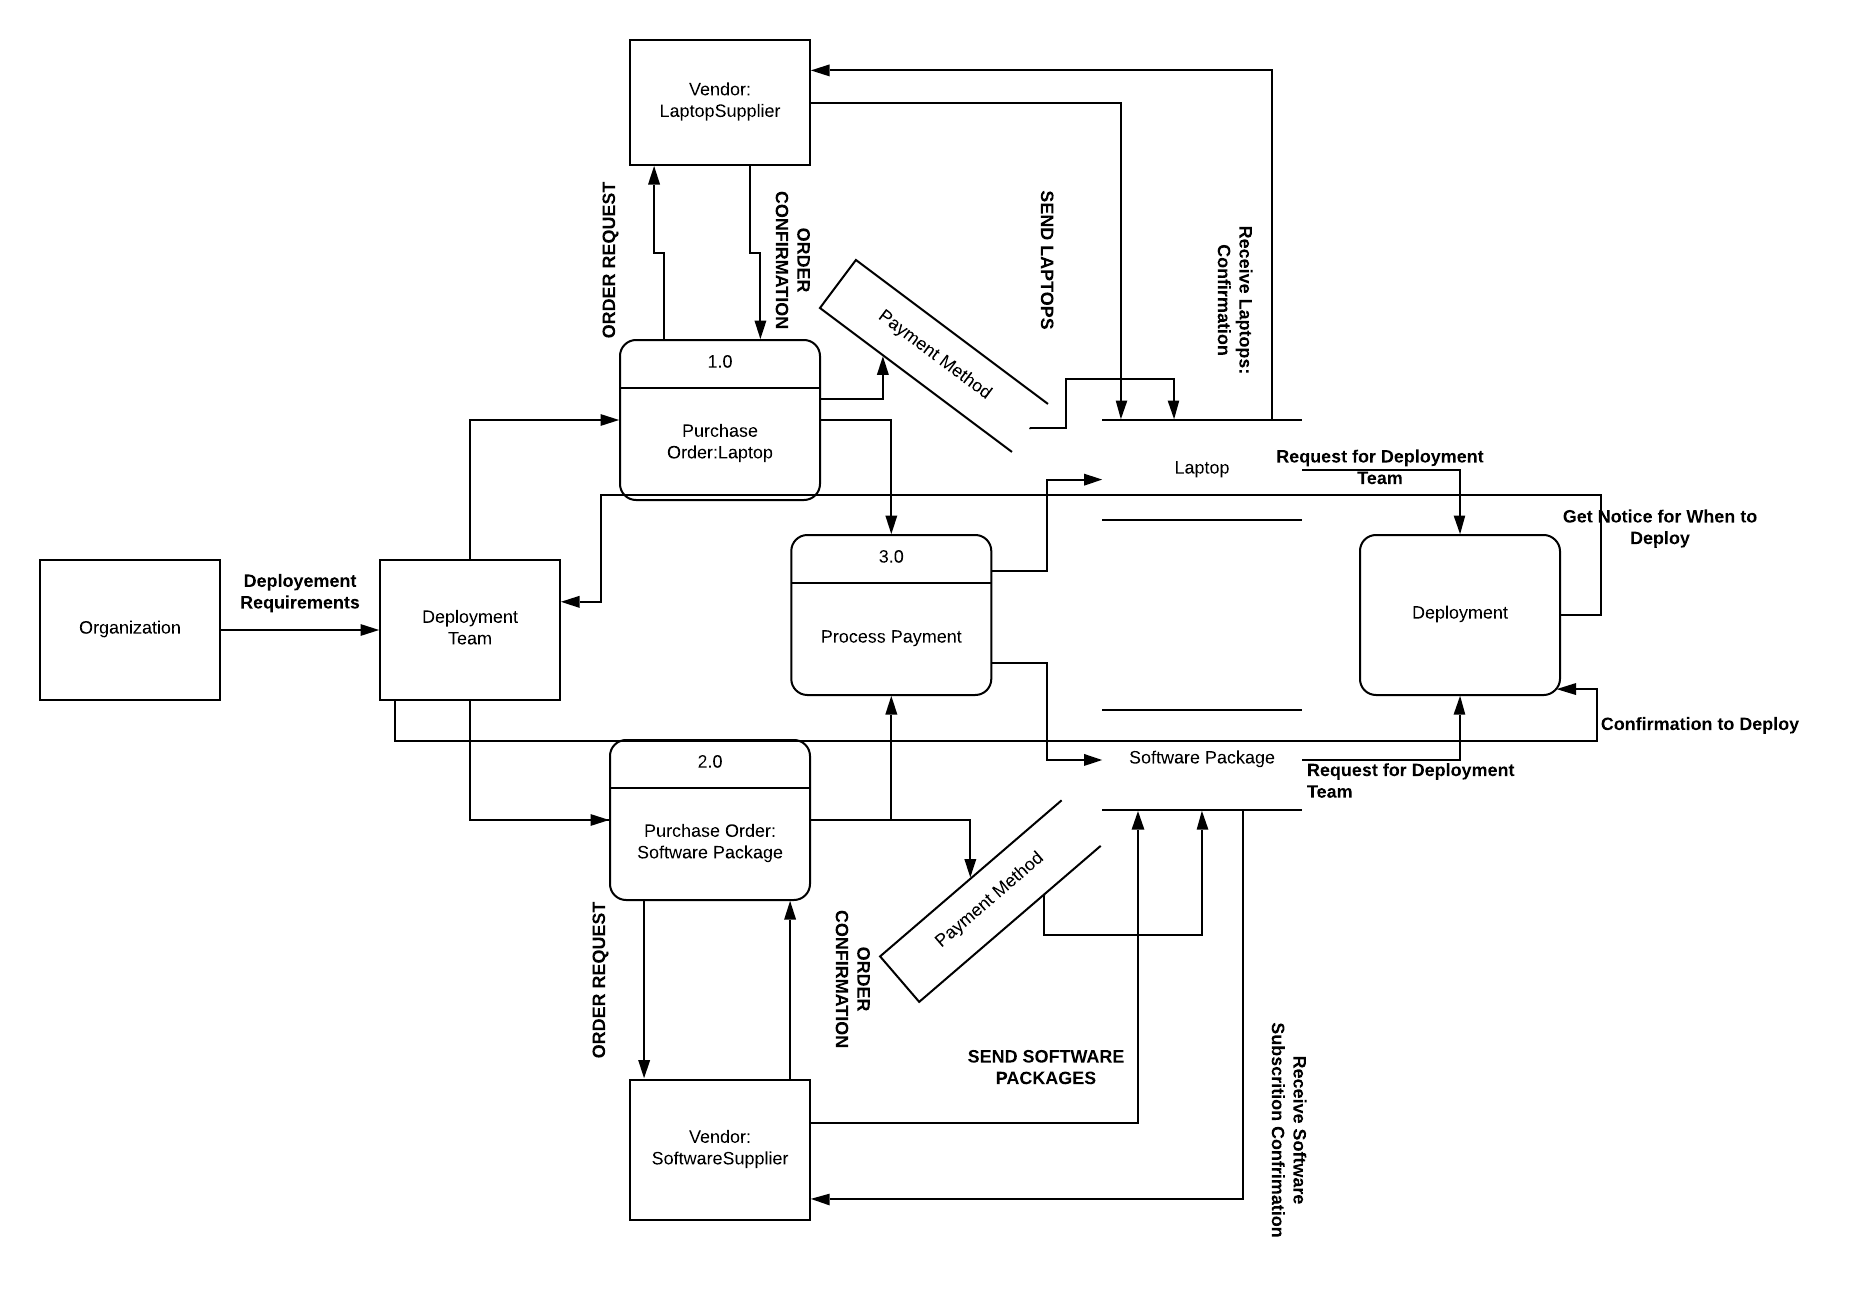 Vendor:
LaptopSupplier
ORDER REQUEST
ORDER
CONFIRMATION
SEND LAPTOPS
Receive Laptops:
Confirmation
Payment Method
1.0
Purchase
Order:Laptop
Laptop
Request for Deployment
Team
Get Notice for When to
Deploy
Organization
Deployement
Requirements
Deployment
Team
3.0
Process Payment
Deployment
Confirmation to Deploy
2.0
Purchase Order:
Software Package
Software Package
Request for Deployment
Team
Payment Method
ORDER REQUEST
ORDER
CONFIRMATION
SEND SOFTWARE
PACKAGES
Receive Software
Subscrition Confrimation
Vendor:
SoftwareSupplier